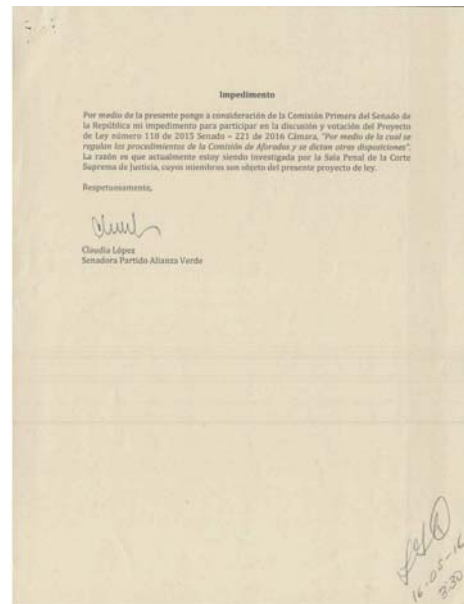 Impedimento
Por medio de la presente pongo a consideración de la Comisión Primera del Senado de
la República mi impedimento para participar en la discusión y votación del Proyecto
de Ley número 118 de 2015 Senado – 221 de 2016 Cámara, "Por medio de la cual se
regulan los procedimientos de la Comisión de Aforados y se dictan otras disposiciones".
La razón es que actualmente estoy siendo investigada por la Sala Penal de la Corte
Suprema de Justicia, cuyos miembros son objeto del presente proyecto de ley.
Respetuosamente,
Claudia López
Senadora Partido Alianza Verde
16-05-16
3:30